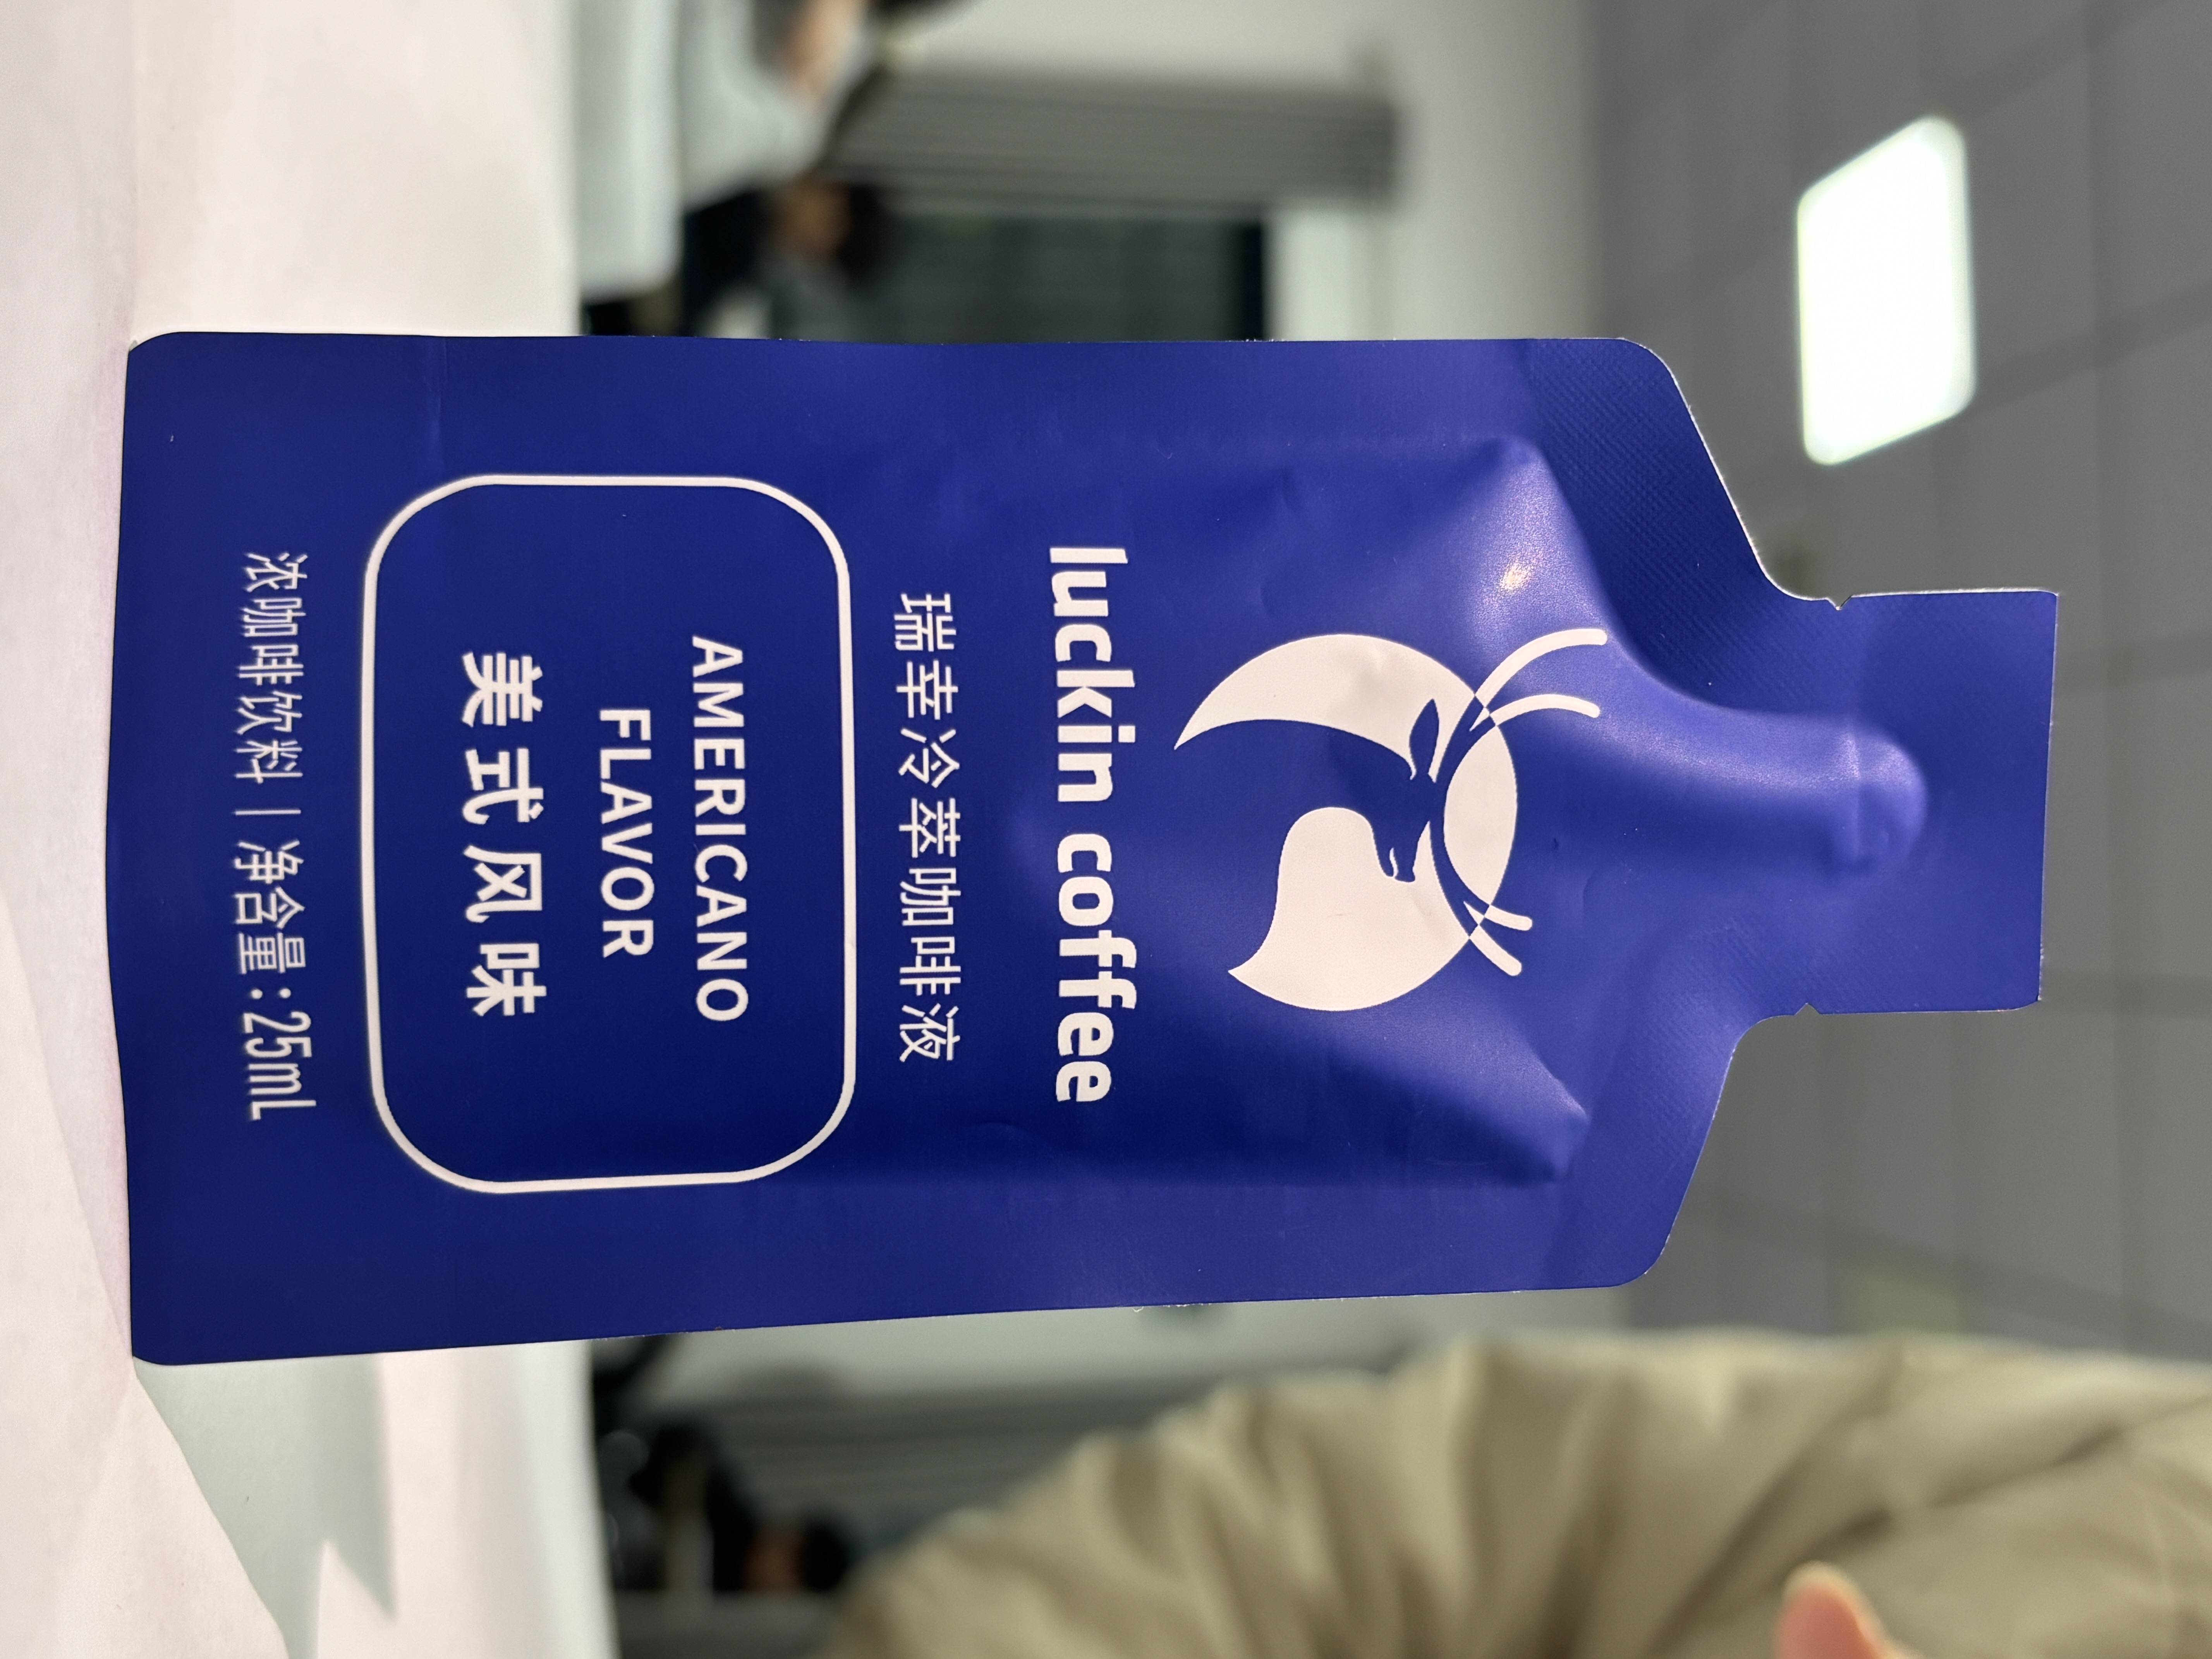 luckin coffee
瑞幸冷萃咖啡液
AMERICANO
FLAVOR
美式风味
浓咖啡饮料 | 净含量:25mL